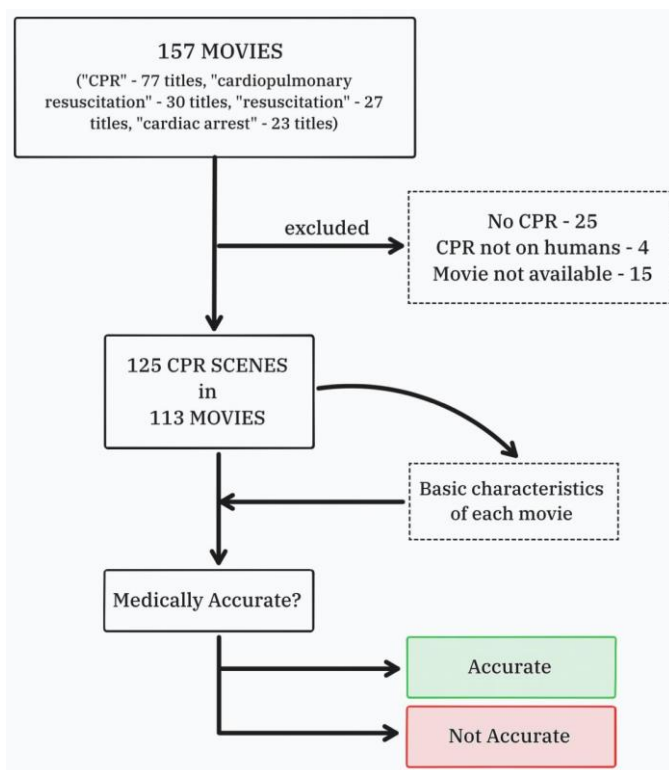 157 MOVIES
("CPR" - 77 titles, "cardiopulmonary
resuscitation" - 30 titles, "resuscitation" - 27
titles, "cardiac arrest" - 23 titles)
excluded
No CPR - 25
CPR not on humans - 4
Movie not available - 15
125 CPR SCENES
in
113 MOVIES
Basic characteristics
of each movie
Medically Accurate?
Accurate
Not Accurate